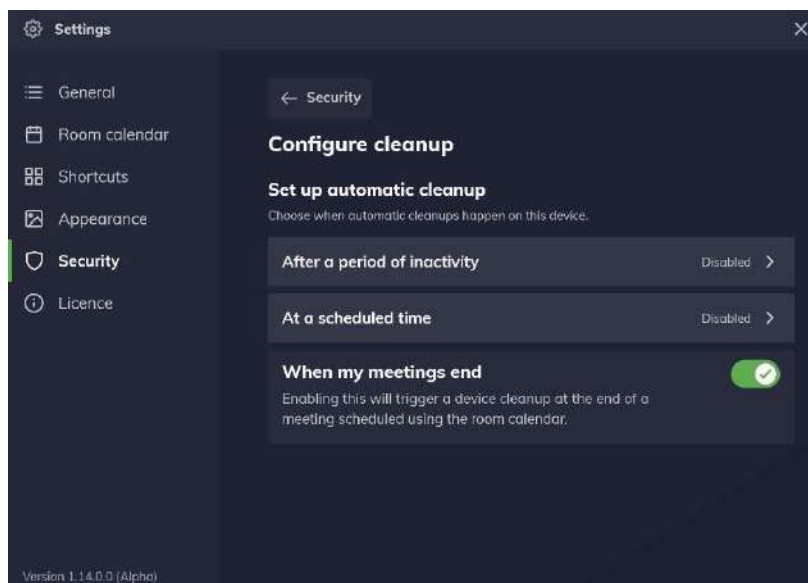 Settings
General
Room calendar
Shortcuts
Appearance
Security
Licence
Version 1.14.0.0 (Alpha)
← Security
Configure cleanup
Set up automatic cleanup
Choose when automatic cleanups happen on this device.
After a period of inactivity Disabled
At a scheduled time Disabled
When my meetings end
Enabling this will trigger a device cleanup at the end of a
meeting scheduled using the room calendar.